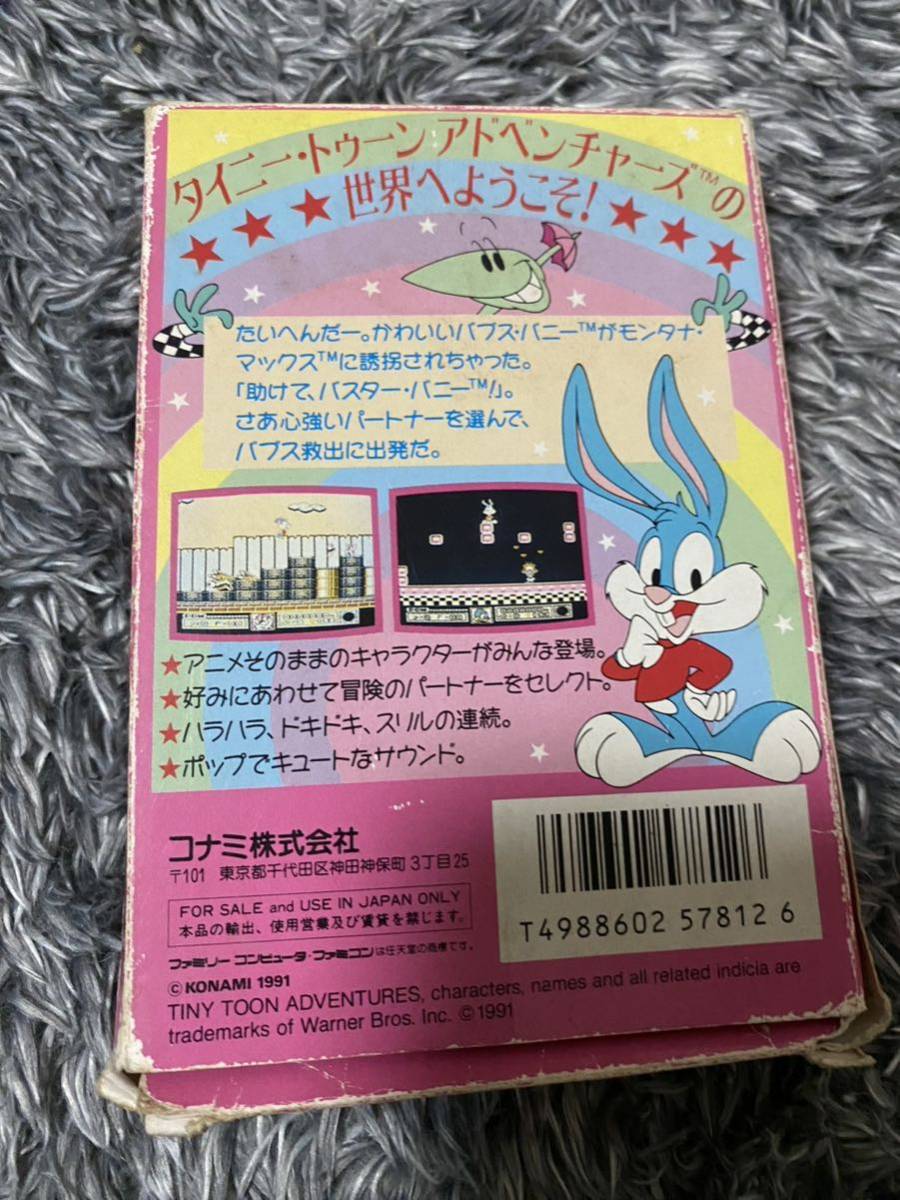 タイニー・トゥーン アドベンチャーズ™の
世界へようこそ!
たいへんだー。かわいいバブス・バニー™がモンタナ・
マックス™に誘拐されちゃった。
「助けて、バスター・バニー™!」。
さあ心強いパートナーを選んで、
バブス救出に出発だ。
★アニメそのままのキャラクターがみんな登場。
★好みにあわせて冒険のパートナーをセレクト。
★ハラハラ、ドキドキ、スリルの連続。
★ポップでキュートなサウンド。
コナミ株式会社
〒101 東京都千代田区神田神保町3丁目25
FOR SALE and USE IN JAPAN ONLY
本品の輸出、使用営業及び賃貸を禁じます。
ファミリーコンピュータ・ファミコンは任天堂の商標です。
©KONAMI 1991
TINY TOON ADVENTURES, characters, names and all related indicia are
trademarks of Warner Bros. Inc. ©1991
T4988602 57812 6